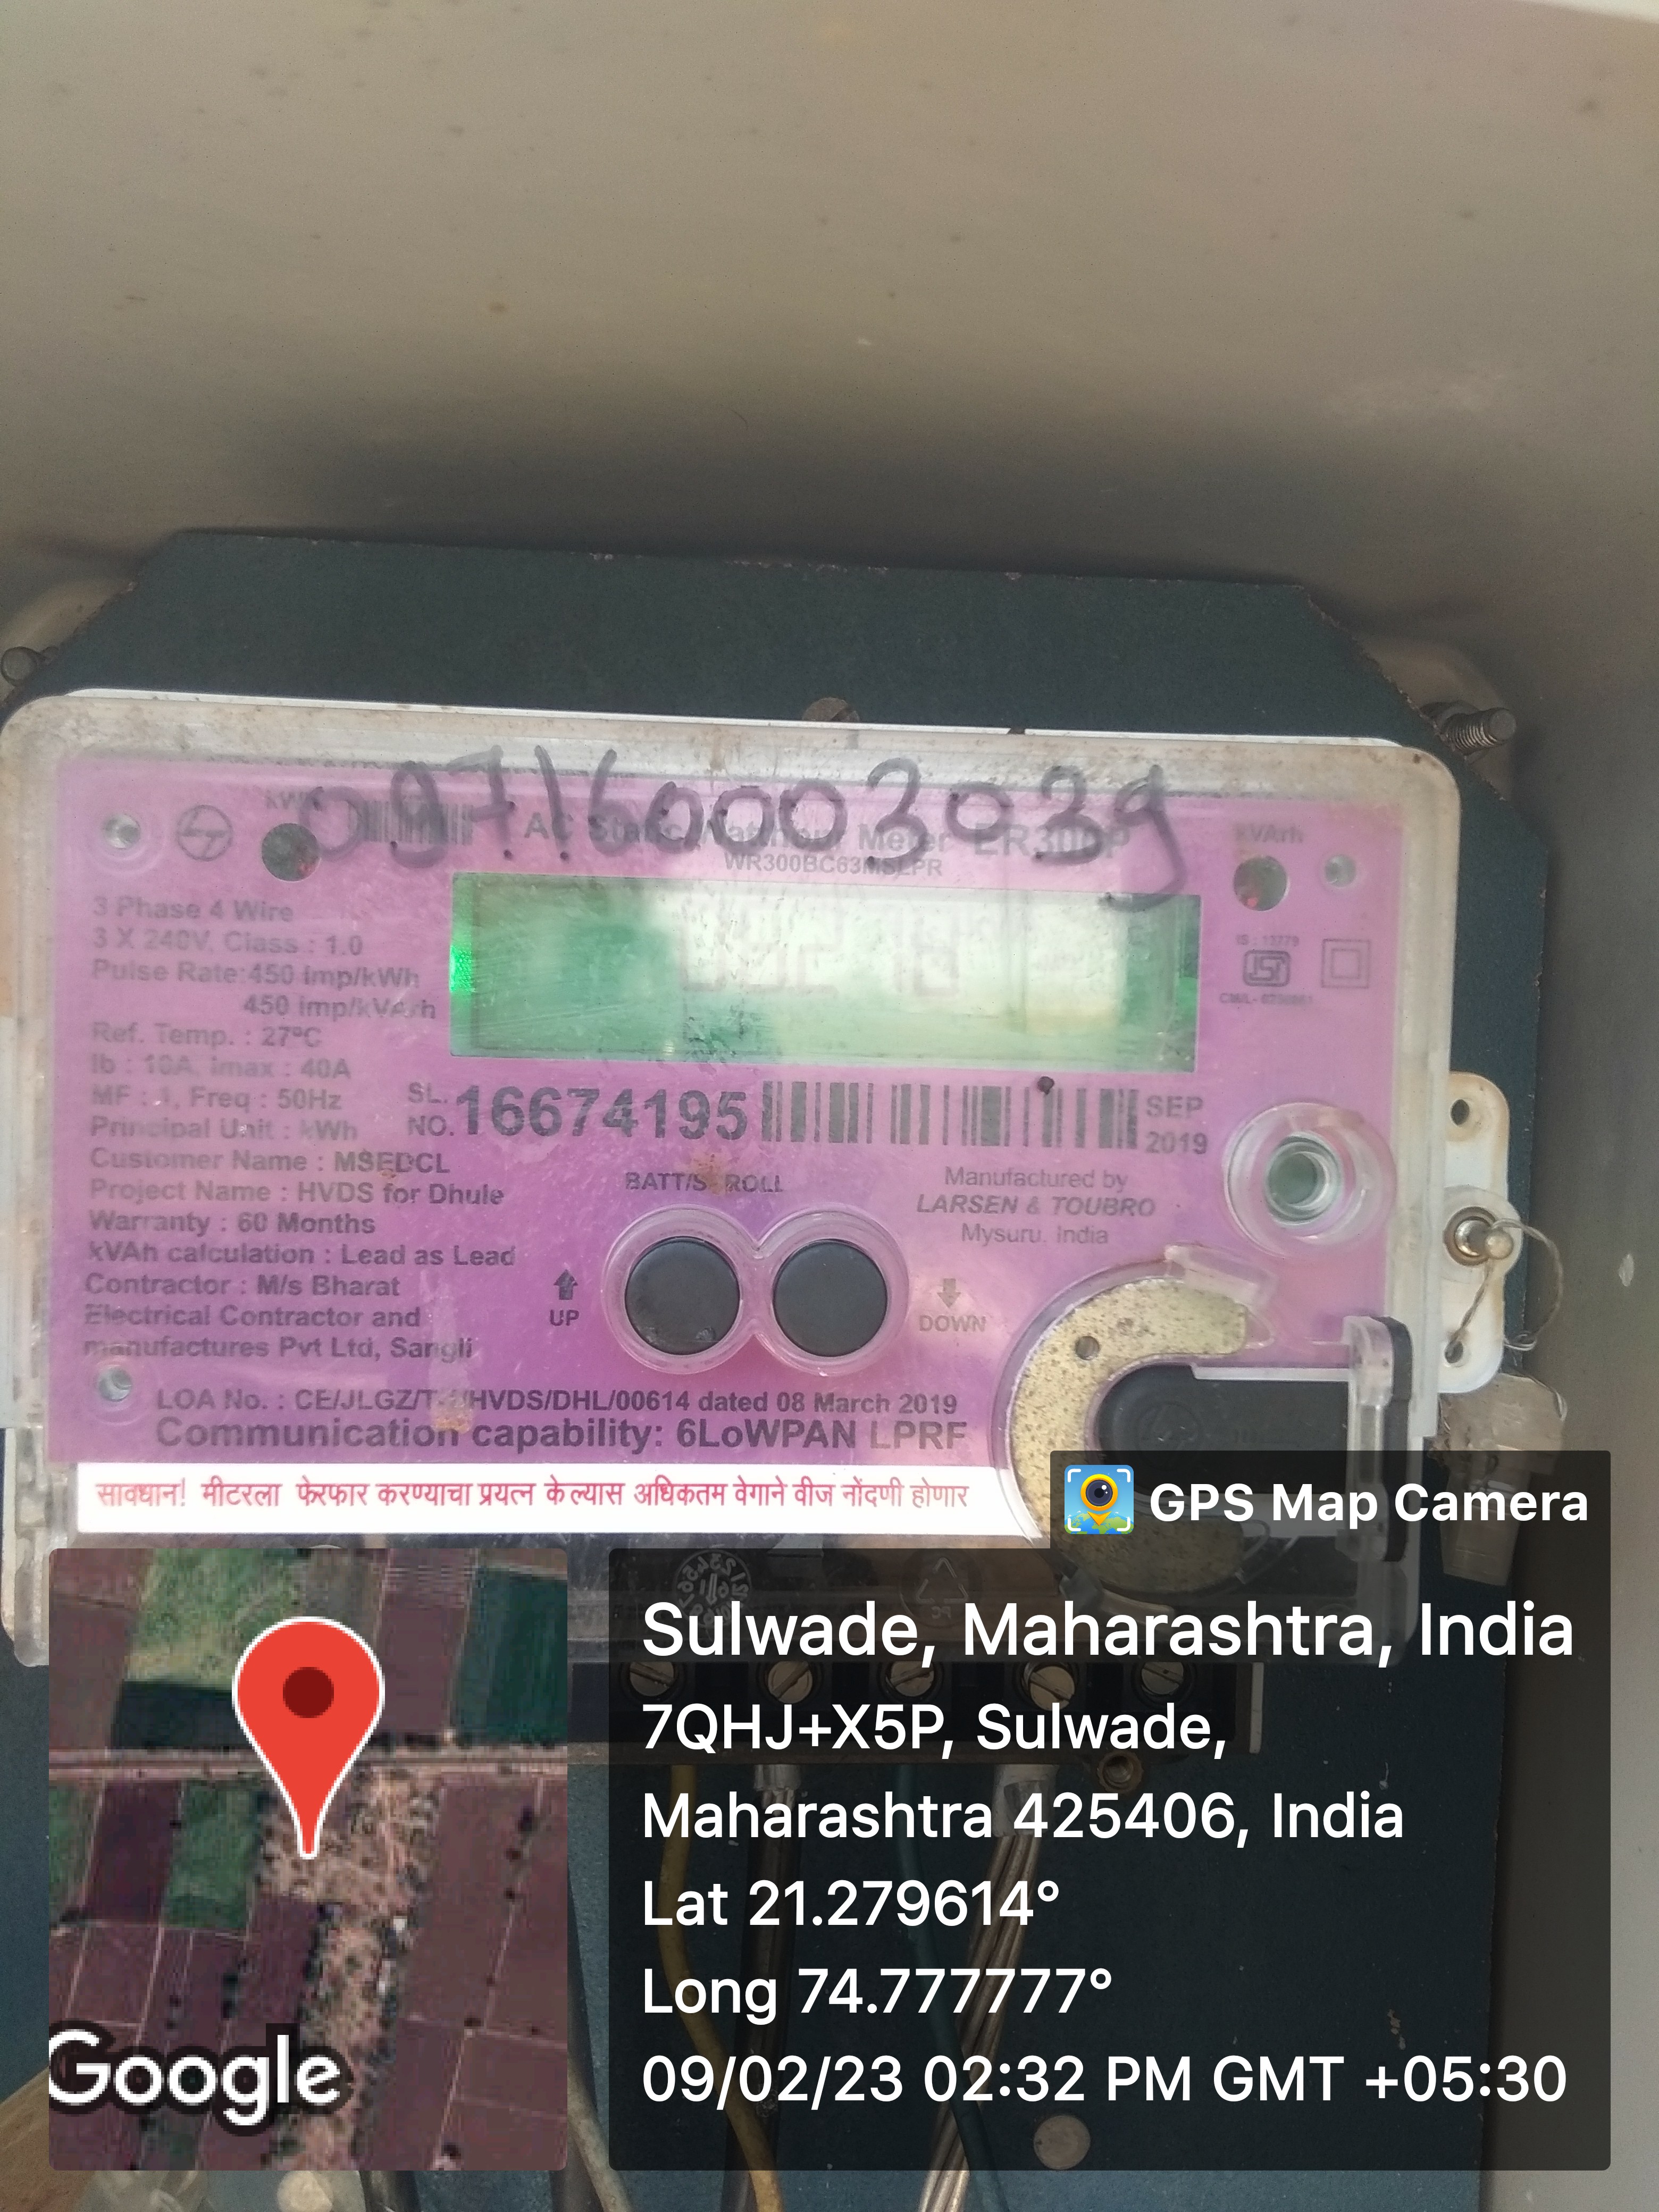 097160003039
kWh
AC Static Watthour Meter ER300P
WR300BC63MSLPR
kVArh
3 Phase 4 Wire
3 X 240V, Class : 1.0
Pulse Rate:450 imp/kWh
450 imp/kVArh
Ref. Temp. : 27°C
Ib : 10A, Imax : 40A
MF : 1, Freq : 50Hz
Principal Unit : kWh
Customer Name : MSEDCL
Project Name : HVDS for Dhule
Warranty : 60 Months
kVAh calculation : Lead as Lead
Contractor : M/s Bharat
Electrical Contractor and
manufactures Pvt Ltd, Sangli
IS : 13779
SL. NO. 16674195
SEP
2019
BATT/SCROLL
UP
DOWN
Manufactured by
LARSEN & TOUBRO
Mysuru. India
LOA No. : CE/JLGZ/T- /HVDS/DHL/00614 dated 08 March 2019
Communication capability: 6LoWPAN LPRF
सावधान! मीटरला फेरफार करण्याचा प्रयत्न केल्यास अधिकतम वेगाने वीज नोंदणी होणार
GPS Map Camera
Sulwade, Maharashtra, India
7QHJ+X5P, Sulwade,
Maharashtra 425406, India
Lat 21.279614°
Long 74.777777°
09/02/23 02:32 PM GMT +05:30
Google